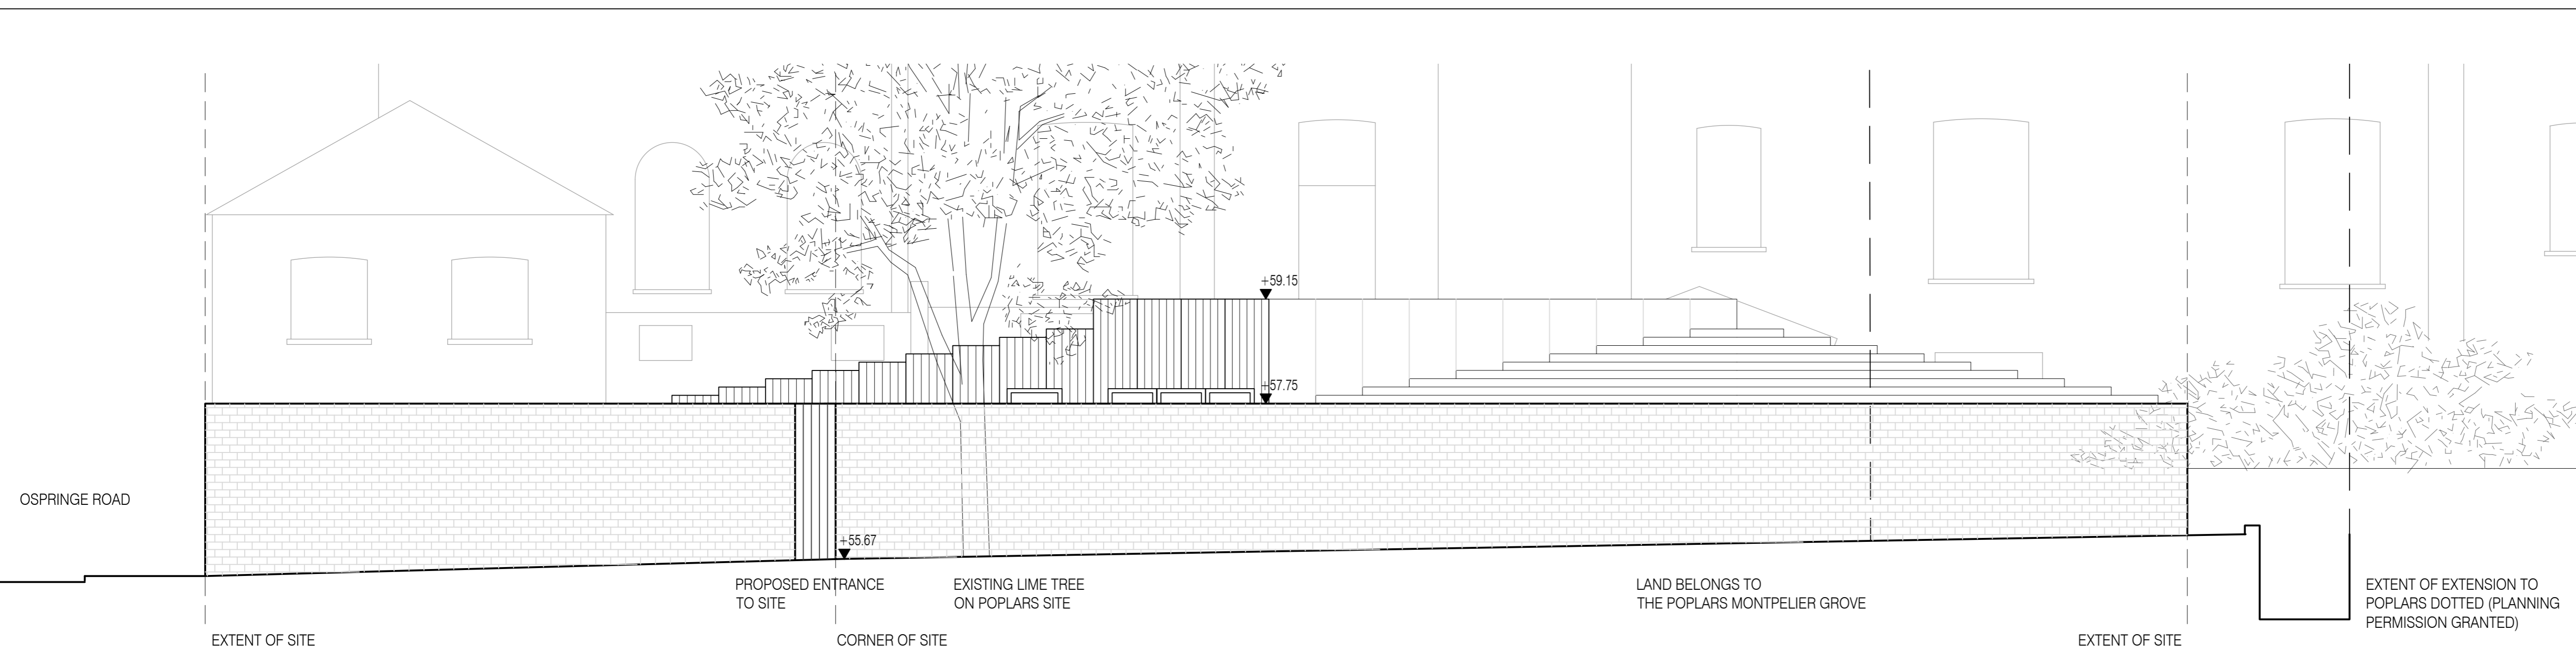 +59.15
+57.75
OSPRINGE ROAD
+55.67
PROPOSED ENTRANCE
TO SITE
EXISTING LIME TREE
ON POPLARS SITE
LAND BELONGS TO
THE POPLARS MONTPELIER GROVE
EXTENT OF EXTENSION TO
POPLARS DOTTED (PLANNING
PERMISSION GRANTED)
EXTENT OF SITE
CORNER OF SITE
EXTENT OF SITE